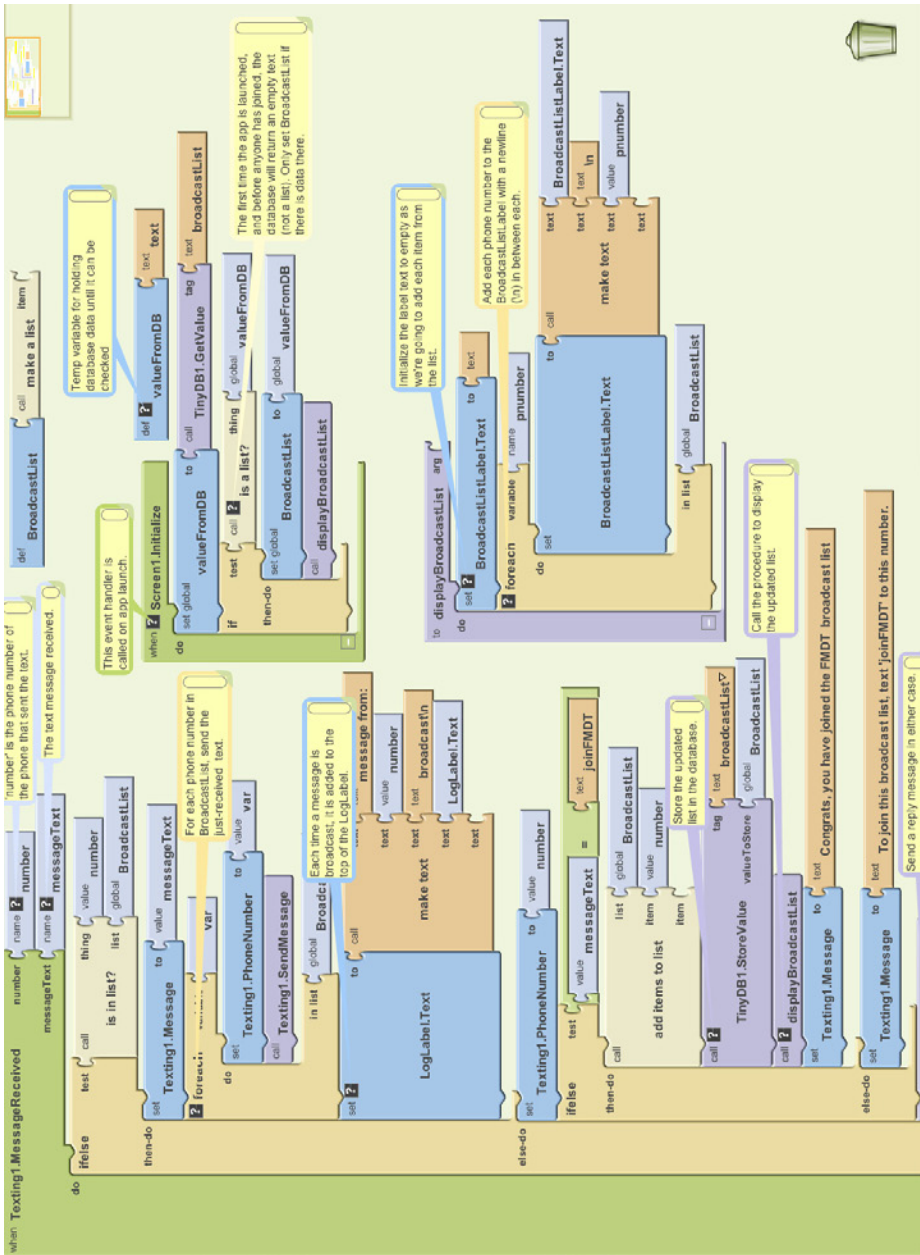 when Texting1.MessageReceived
number name ? number
messageText name ? messageText
'number' is the phone number of
the phone that sent the text.
The text message received.
do ifelse test call is in list? thing value number
list global BroadcastList
then-do set Texting1.Message to value messageText
? foreach var
For each phone number in
BroadcastList, send the
just-received text.
do set Texting1.PhoneNumber to value var
call Texting1.SendMessage
in list global
Each time a message is
broadcast, it is added to the
top of the LogLabel.
set ? LogLabel.Text to call make text
message from:
text value number
text text broadcast\n
text LogLabel.Text
text
else-do set Texting1.PhoneNumber to value number
ifelse test value messageText = text joinFMDT
then-do call add items to list list global BroadcastList
item value number
item
Store the updated
list in the database.
call ? TinyDB1.StoreValue tag text broadcastList
valueToStore global BroadcastList
Call the procedure to display
the updated list.
call ? displayBroadcastList
set Texting1.Message to text Congrats, you have joined the FMDT broadcast list
else-do set Texting1.Message to text To join this broadcast list, text 'joinFMDT' to this number.
Send a reply message in either case.
def BroadcastList call make a list item
Temp variable for holding
database data until it can be
checked
def ? valueFromDB text text
This event handler is
called on app launch.
when ? Screen1.Initialize
do set global valueFromDB to call TinyDB1.GetValue tag text broadcastList
The first time the app is launched,
and before anyone has joined, the
database will return an empty text
(not a list). Only set BroadcastList if
there is data there.
if test call ? is a list? thing global valueFromDB
then-do set global BroadcastList to global valueFromDB
call displayBroadcastList
to displayBroadcastList arg
Initialize the label text to empty as
we're going to add each item from
the list.
do set ? BroadcastListLabel.Text to text
? foreach variable name pnumber
Add each phone number to the
BroadcastListLabel with a newline
(\n) in between each.
do set BroadcastListLabel.Text to call make text text BroadcastListLabel.Text
text text \n
text value pnumber
text
in list global BroadcastList